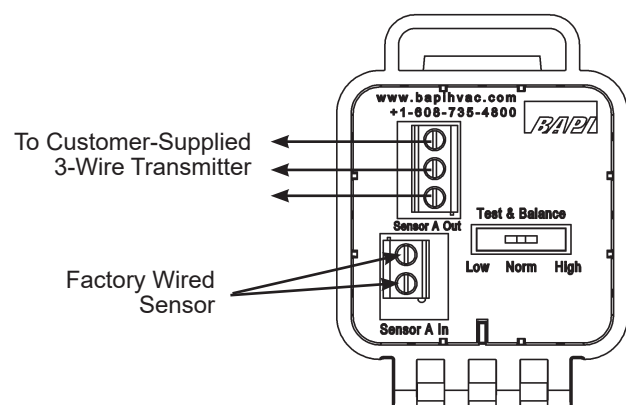 www.bapihvac.com
+1-608-735-4800
BAPI
To Customer-Supplied
3-Wire Transmitter
Sensor A Out
Test & Balance
Low Norm High
Factory Wired
Sensor
Sensor A In